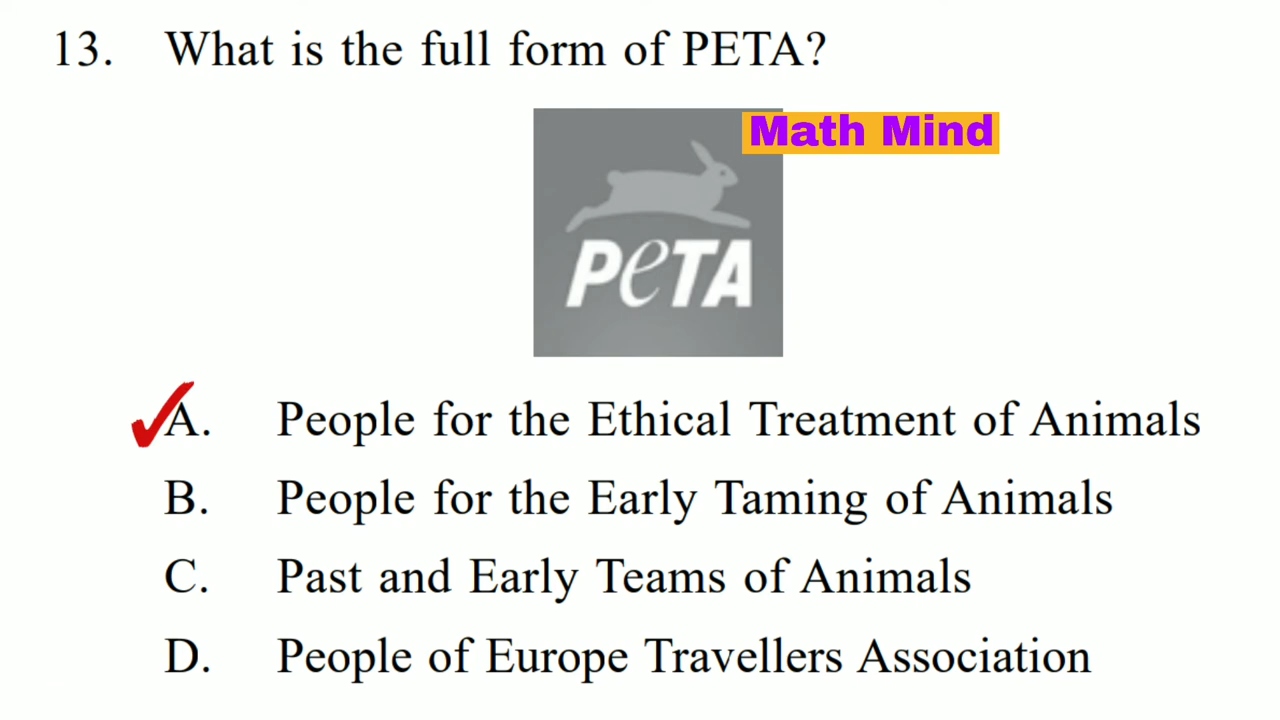 13. What is the full form of PETA?
Math Mind
PeTA
A. People for the Ethical Treatment of Animals
B. People for the Early Taming of Animals
C. Past and Early Teams of Animals
D. People of Europe Travellers Association